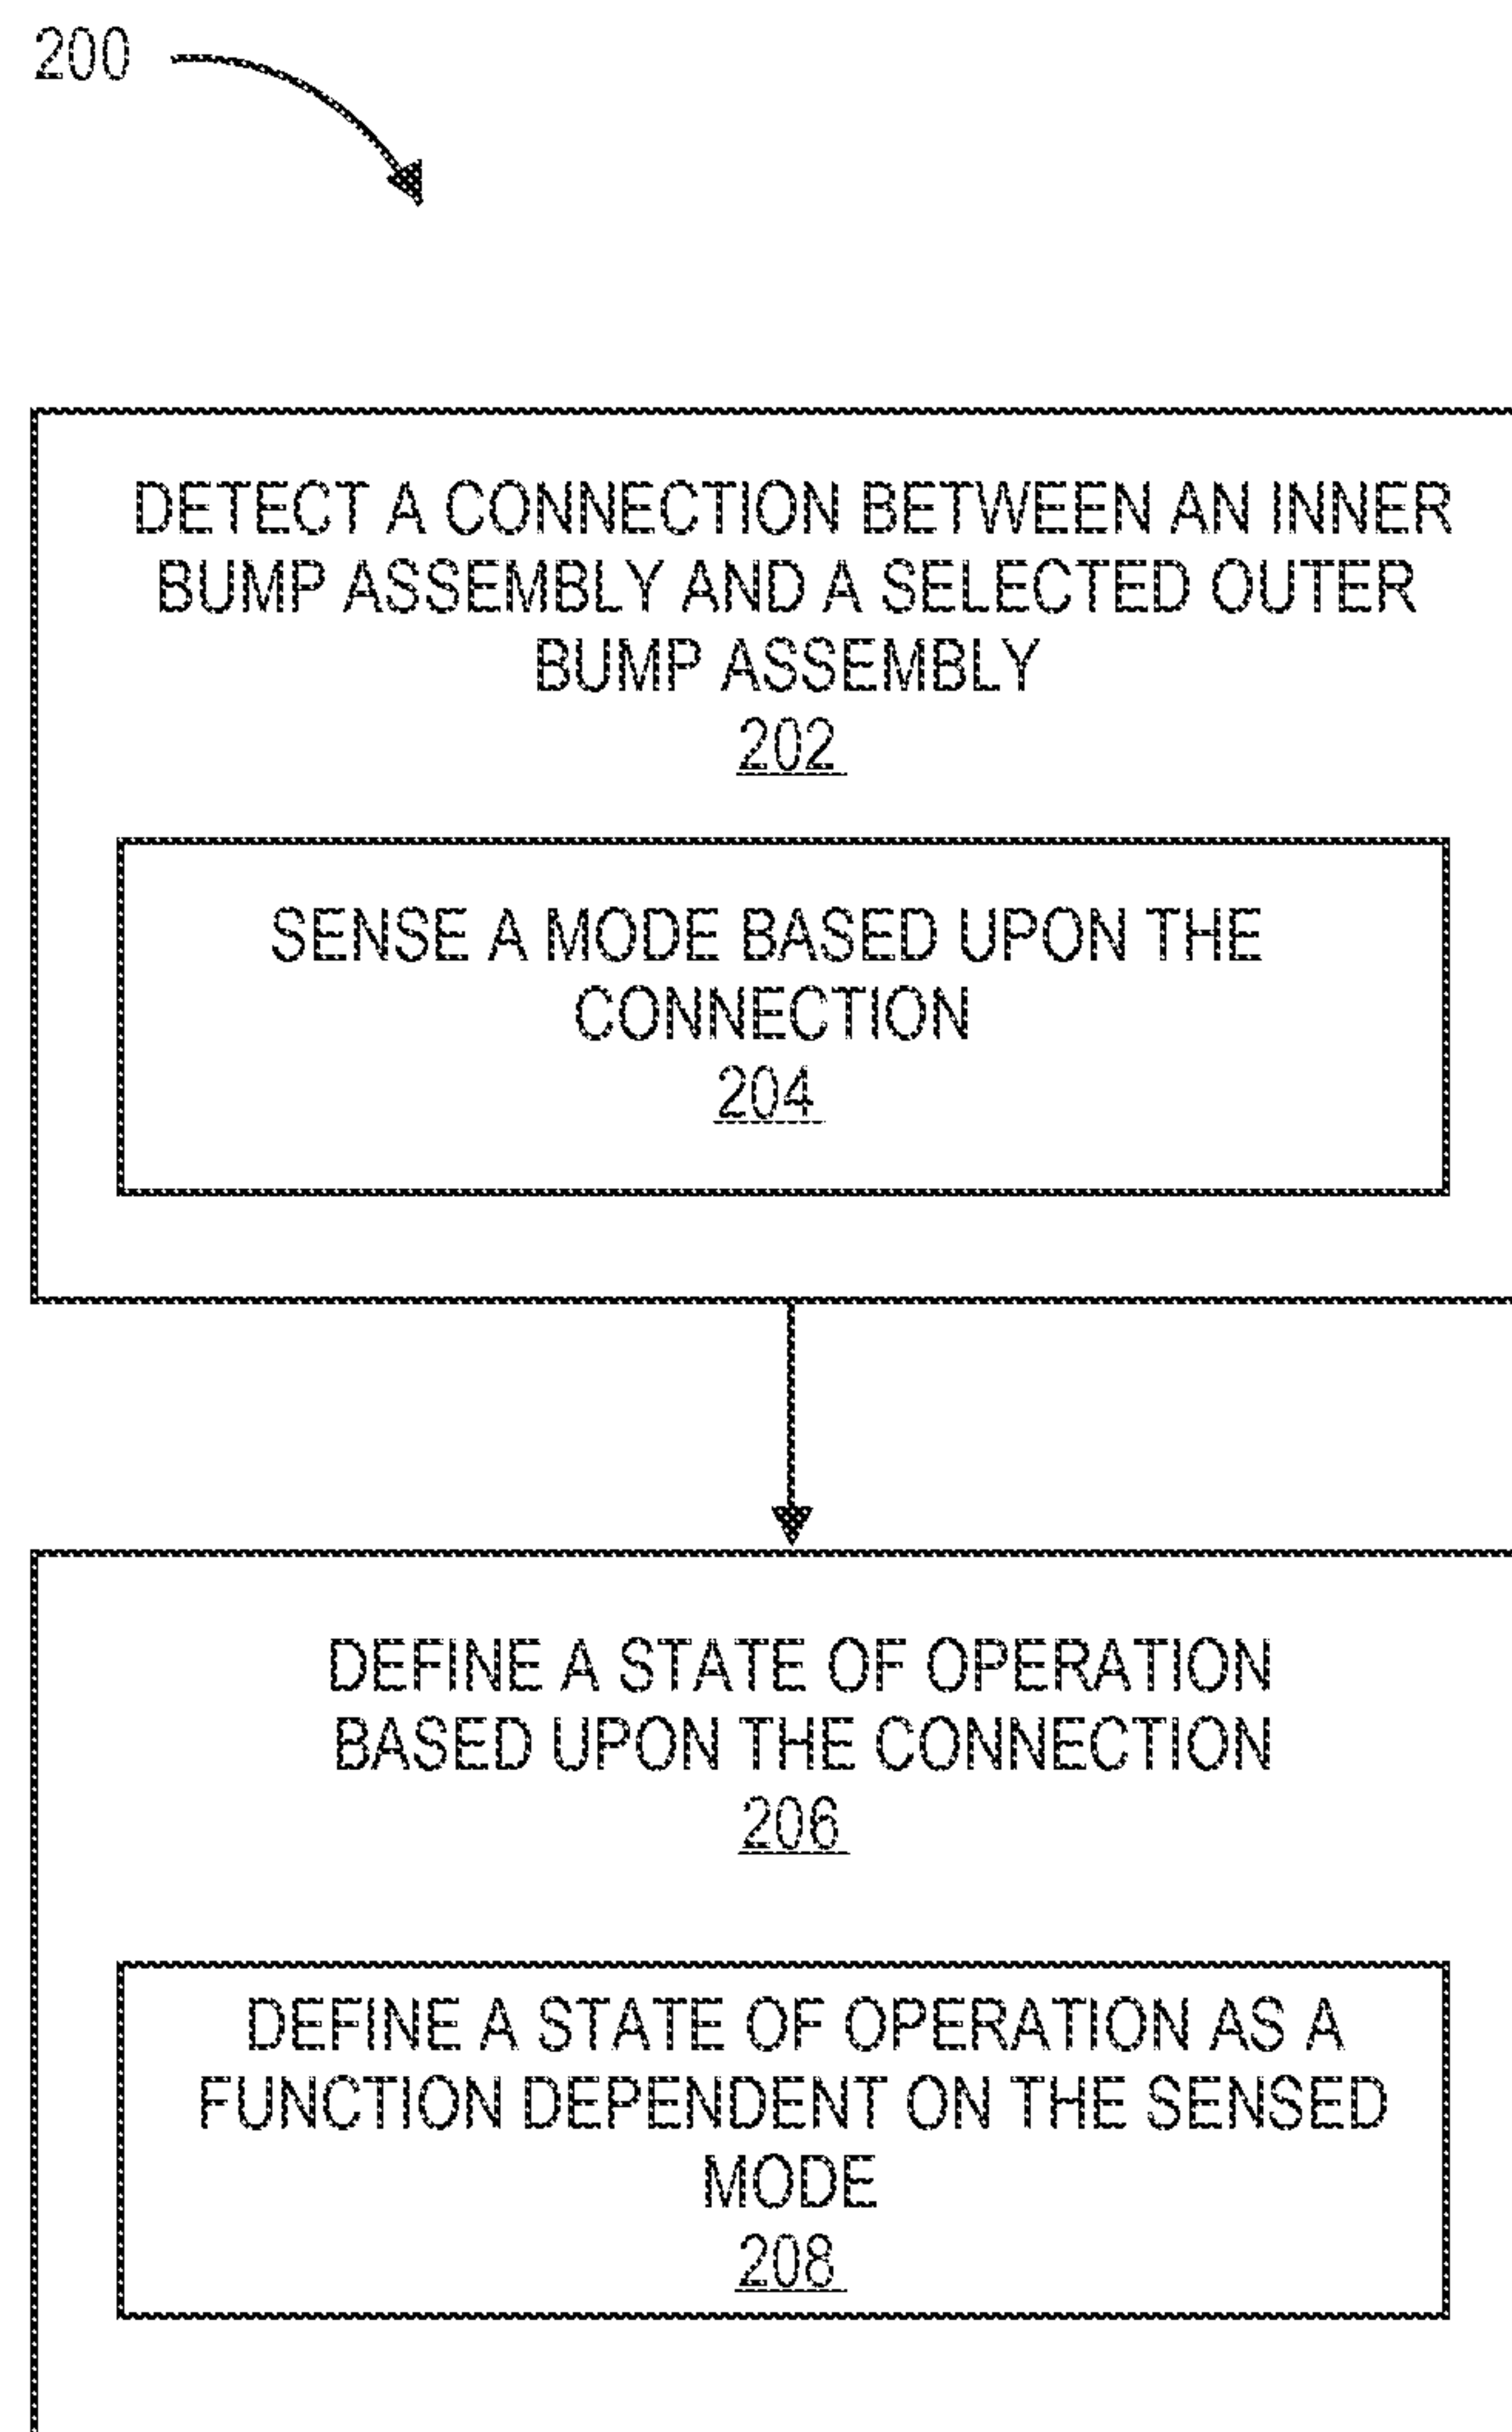 200
DETECT A CONNECTION BETWEEN AN INNER
BUMP ASSEMBLY AND A SELECTED OUTER
BUMP ASSEMBLY
202
SENSE A MODE BASED UPON THE
CONNECTION
204
DEFINE A STATE OF OPERATION
BASED UPON THE CONNECTION
206
DEFINE A STATE OF OPERATION AS A
FUNCTION DEPENDENT ON THE SENSED
MODE
208